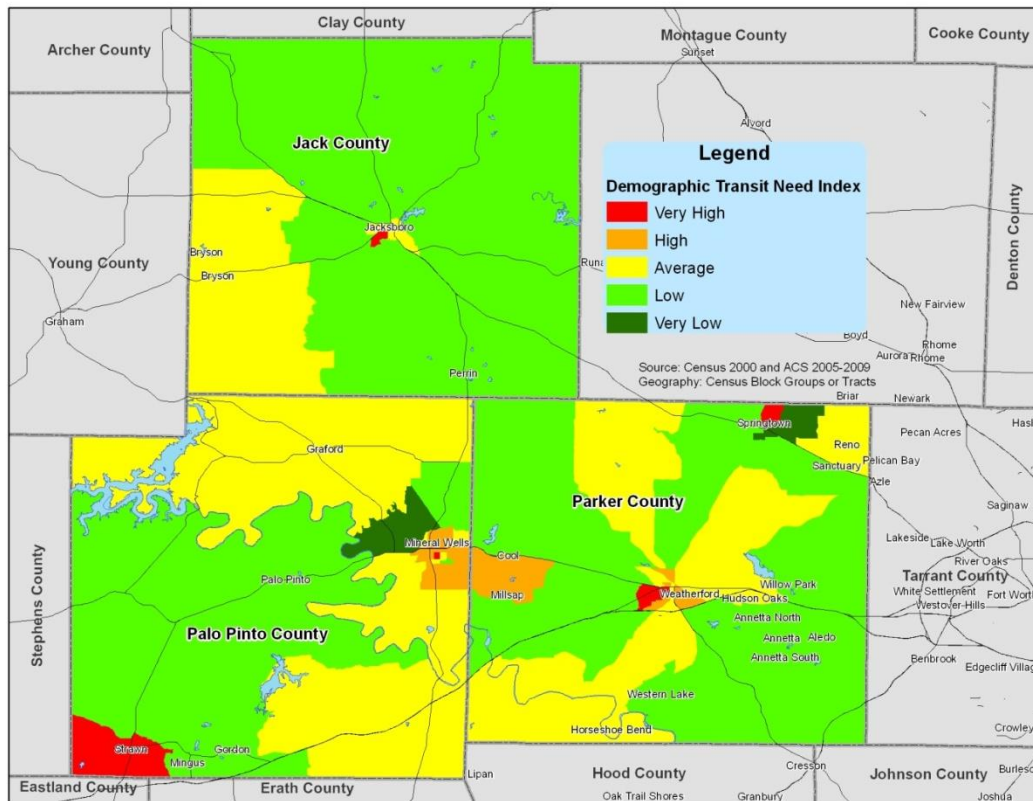 Clay County
Archer County
Montague County
Cooke County
Sunset
Alvord
Jack County
Legend
Demographic Transit Need Index
Very High
High
Average
Low
Very Low
Denton County
Jacksboro
Young County
Bryson
Bryson
Runa
Graham
New Fairview
Boyd
Rhome
Aurora
Rhome
Perrin
Source: Census 2000 and ACS 2005-2009
Geography: Census Block Groups or Tracts
Briar
Newark
Springtown
Pecan Acres
Hask
Graford
Reno
Sanctuary
Pelican Bay
Azle
Parker County
Saginaw
Mineral Wells
Cool
Lakeside
Lake Worth
River Oaks
Palo Pinto
Millsap
Willow Park
Tarrant County
Weatherford
Hudson Oaks
White Settlement
Fort Worth
Westover Hills
Stephens County
Annetta North
Palo Pinto County
Annetta
Aledo
Annetta South
Benbrook
Edgecliff Village
Western Lake
Horseshoe Bend
Crowley
Strawn
Gordon
Mingus
Cresson
Lipan
Hood County
Johnson County
Burleson
Eastland County
Erath County
Oak Trail Shores
Granbury
Joshua